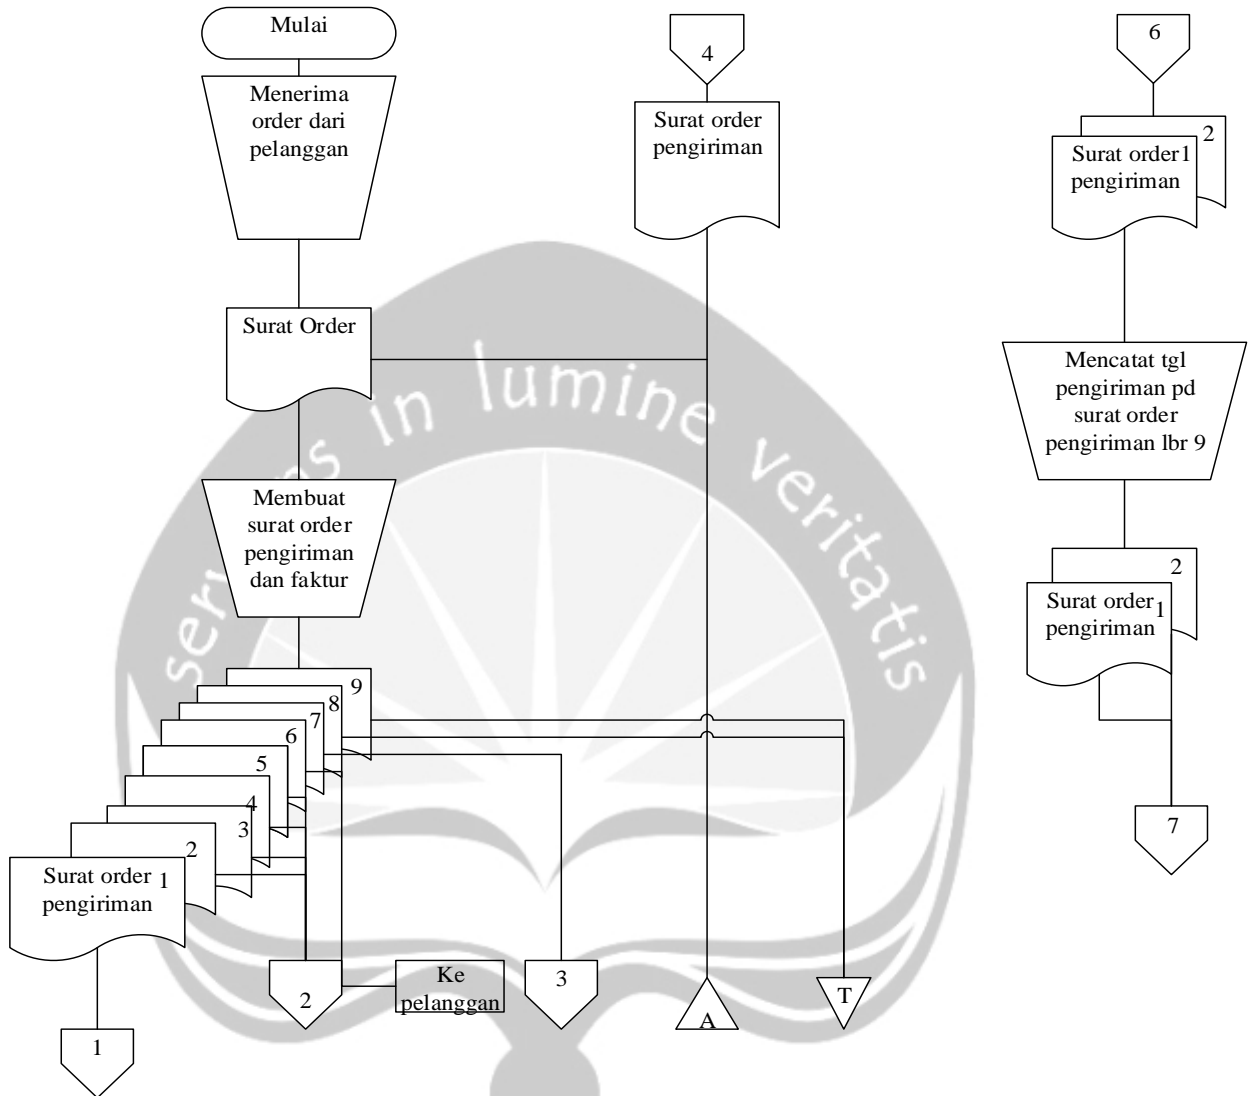 Mulai
Menerima
order dari
pelanggan
Surat Order
Membuat
surat order
pengiriman
dan faktur
9
8
7
6
5
4
3
2
Surat order 1
pengiriman
1
2
Ke
pelanggan
3
4
Surat order
pengiriman
A
T
6
2
Surat order1
pengiriman
Mencatat tgl
pengiriman pd
surat order
pengiriman lbr 9
2
Surat order 1
pengiriman
7
in lumine veritatis